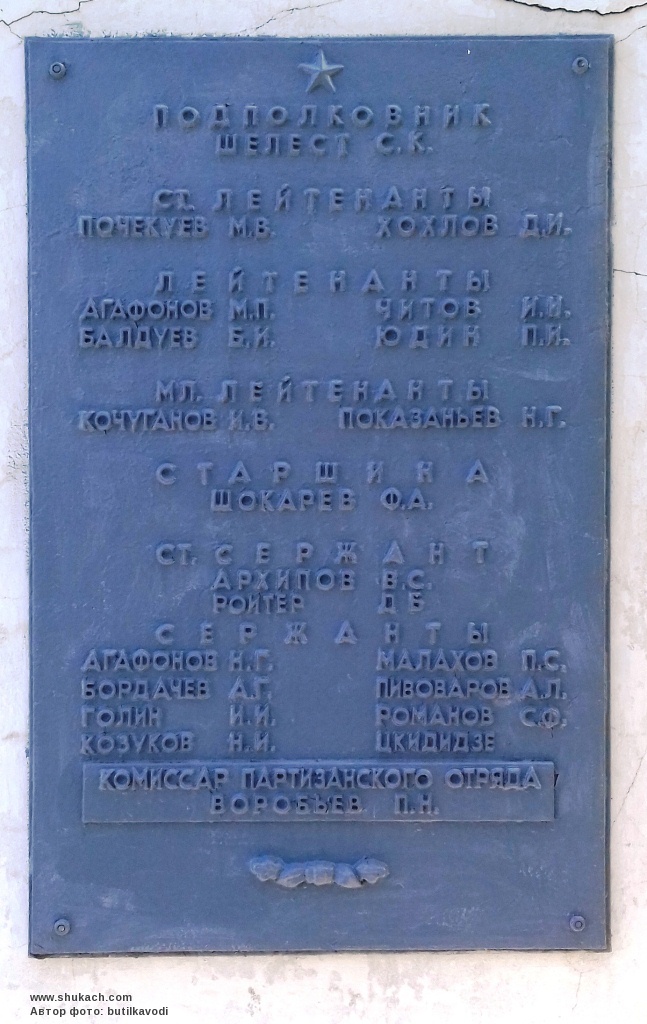 ПОДПОЛКОВНИК
ШЕЛЕСТ С.К.
СТ. ЛЕЙТЕНАНТЫ
ПОЧЕКУЕВ М.В. ХОХЛОВ Д.И.
ЛЕЙТЕНАНТЫ
АГАФОНОВ М.П. ЧИТОВ И.И.
БАЛДУЕВ Б.И. ЮДИН П.И.
МЛ. ЛЕЙТЕНАНТЫ
КОЧУГАНОВ И.В. ПОКАЗАНЬЕВ Н.Г.
СТАРШИНА
ЩОКАРЕВ Ф.А.
СТ. СЕРЖАНТ
АРХИПОВ В.С.
РОЙТЕР Д Б
СЕРЖАНТЫ
АГАФОНОВ Н.Г. МАЛАХОВ П.С.
БОРДАЧЕВ А.Г. ПИВОВАРОВ А.Л.
ГОЛИН И.И. РОМАНОВ С.Ф.
КОЗУКОВ Н.И. ЦКИДИДЗЕ
КОМИССАР ПАРТИЗАНСКОГО ОТРЯДА
ВОРОБЬЕВ П.Н.
www.shukach.com
Автор фото: butilkavodi